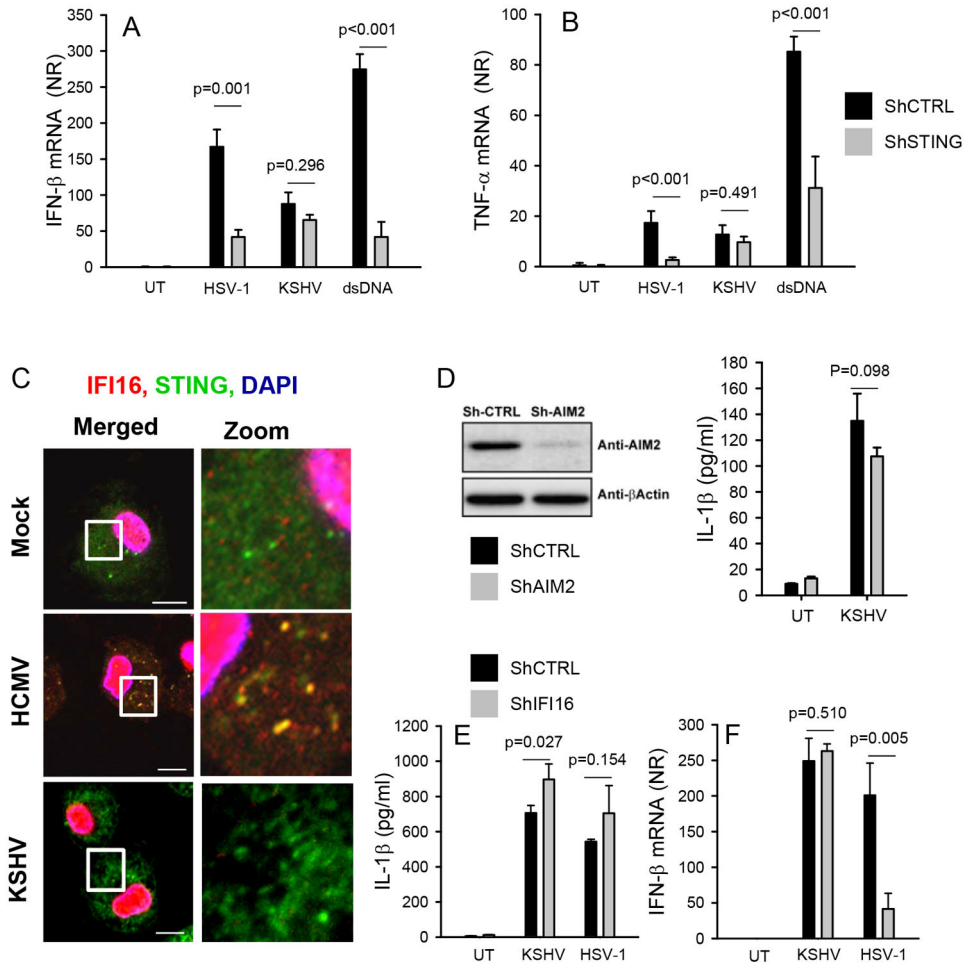 A
IFN-β mRNA (NR)
350
300
250
200
150
100
50
0
p=0.001
p=0.296
p<0.001
UT HSV-1 KSHV dsDNA
B
TNF-α mRNA (NR)
100
80
60
40
20
0
p<0.001
p=0.491
p<0.001
UT HSV-1 KSHV dsDNA
ShCTRL
ShSTING
C
IFI16, STING, DAPI
Merged Zoom
Mock
HCMV
KSHV
D
Sh-CTRL Sh-AIM2
Anti-AIM2
Anti-βActin
ShCTRL
ShAIM2
IL-1β (pg/ml)
180
160
140
120
100
80
60
40
20
0
P=0.098
UT KSHV
ShCTRL
ShIFI16
E
IL-1β (pg/ml)
1200
1000
800
600
400
200
0
p=0.027
p=0.154
UT KSHV HSV-1
F
IFN-β mRNA (NR)
300
250
200
150
100
50
0
p=0.510
p=0.005
UT KSHV HSV-1